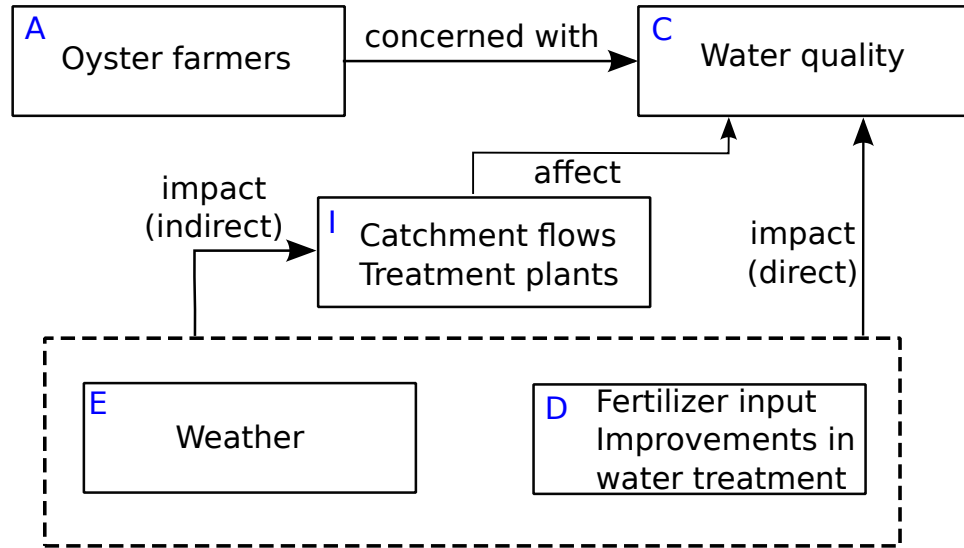 A
Oyster farmers
concerned with
C
Water quality
impact
(indirect)
I
Catchment flows
Treatment plants
affect
impact
(direct)
E
Weather
D
Fertilizer input
Improvements in
water treatment